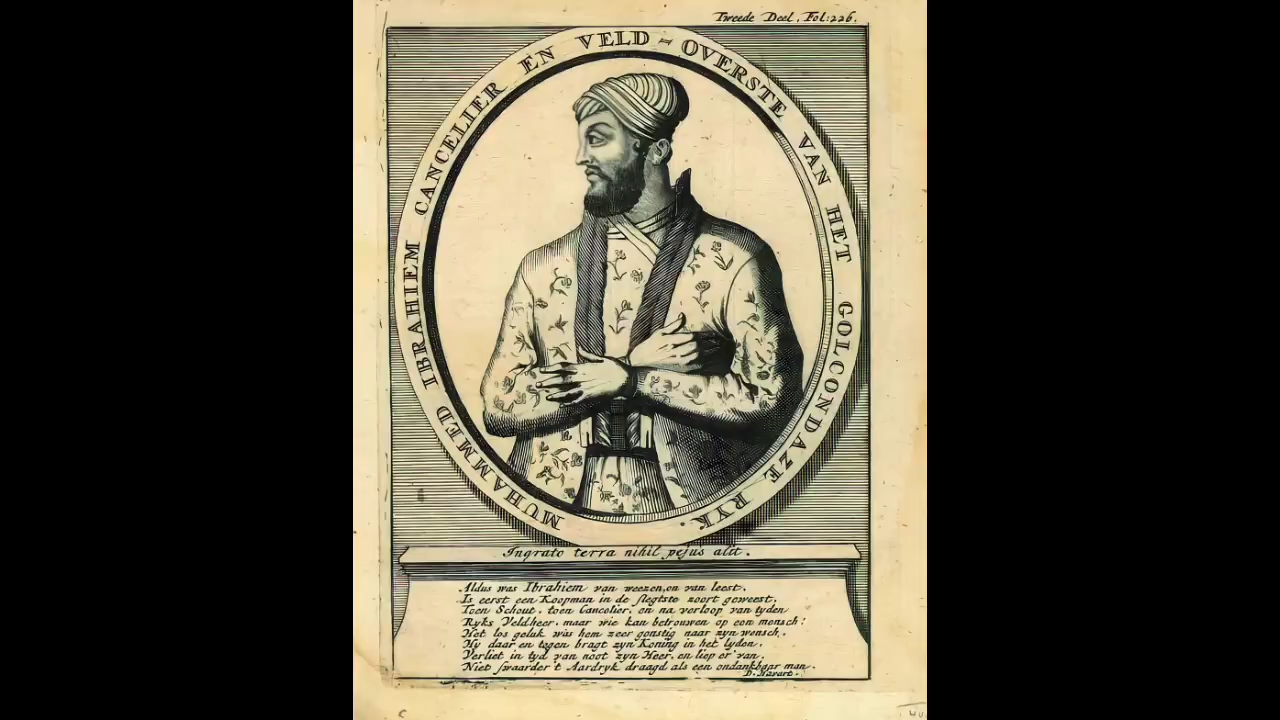 Tweede Deel. Fol: 226.
MUHAMMED IBRAHIEM CANCELIER EN VELD-OVERSTE VAN HET GOLCONDAZE RYK.
Ingrato terra nihil pejus alit.
Aldus was Ibrahiem van weezen, en van leest.
Is eerst een Koopman in de slegtste zoort geweest.
Toen Schout, toen Cancelier, en na verloop van tyden
Ryks Veldheer, maar wie kan betrouwen op een mensch!
Het los geluk was hem zeer gonstig naar zyn wensch.
Hy daar en tegen bragt zyn Koning in het lyden.
Verliet in tyd van noot zyn Heer, en liep er van.
Niet swaarder 't Aardryk draagd als een ondankbaar man.
D. Havart.